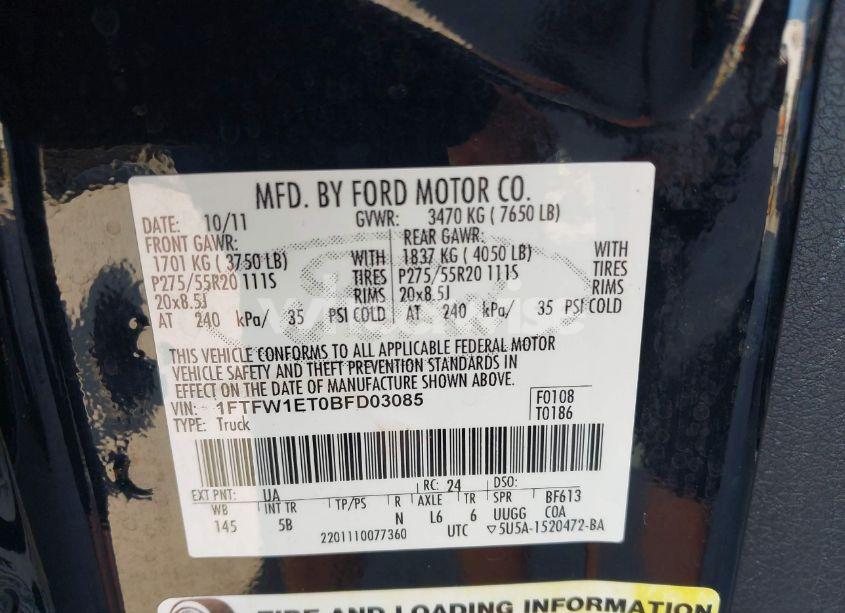 MFD. BY FORD MOTOR CO.
DATE: 10/11 GVWR: 3470 KG ( 7650 LB)
FRONT GAWR: REAR GAWR:
1701 KG ( 3750 LB) WITH 1837 KG ( 4050 LB) WITH
P275/55R20 111S TIRES P275/55R20 111S TIRES
20x8.5J RIMS 20x8.5J RIMS
AT 240 kPa/ 35 PSI COLD AT 240 kPa/ 35 PSI COLD
THIS VEHICLE CONFORMS TO ALL APPLICABLE FEDERAL MOTOR
VEHICLE SAFETY AND THEFT PREVENTION STANDARDS IN
EFFECT ON THE DATE OF MANUFACTURE SHOWN ABOVE.
VIN: 1FTFW1ET0BFD03085 F0108
TYPE: Truck T0186
EXT PNT: UA RC: 24 DSO:
WB INT TR TP/PS R AXLE TR SPR BF613
145 5B N L6 6 UUGG COA
2201110077360 UTC ▽5U5A-1520472-BA
TIRE AND LOADING INFORMATION